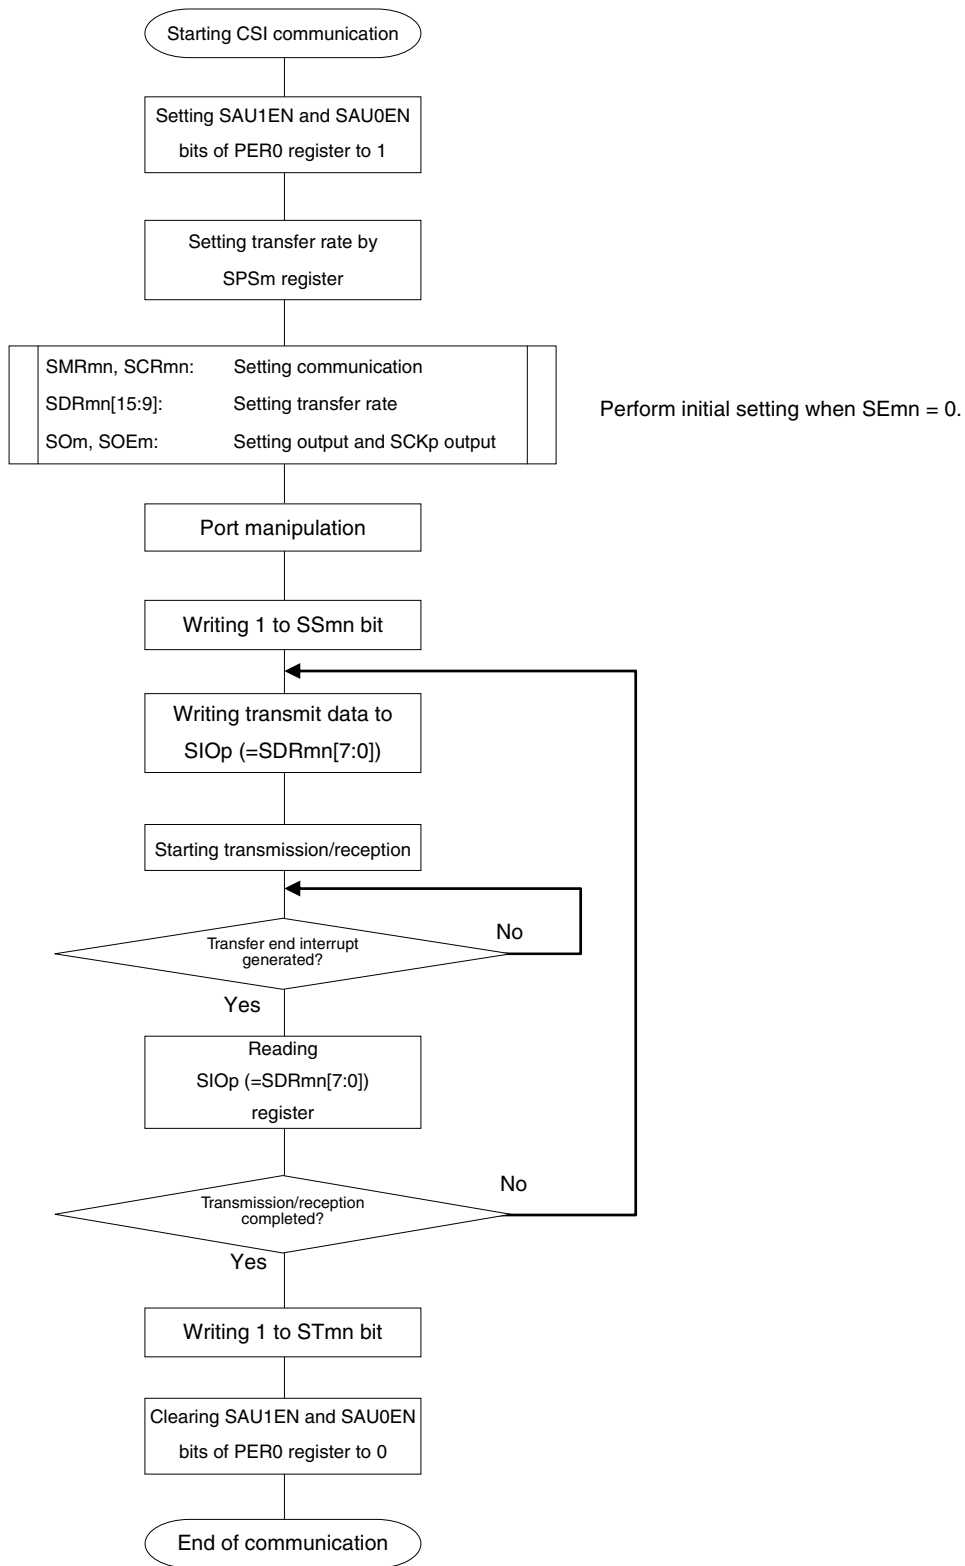 Starting CSI communication
Setting SAU1EN and SAU0EN
bits of PER0 register to 1
Setting transfer rate by
SPSm register
SMRmn, SCRmn: Setting communication
SDRmn[15:9]: Setting transfer rate
SOm, SOEm: Setting output and SCKp output
Perform initial setting when SEmn = 0.
Port manipulation
Writing 1 to SSmn bit
Writing transmit data to
SIOp (=SDRmn[7:0])
Starting transmission/reception
No
Transfer end interrupt
generated?
Yes
Reading
SIOp (=SDRmn[7:0])
register
No
Transmission/reception
completed?
Yes
Writing 1 to STmn bit
Clearing SAU1EN and SAU0EN
bits of PER0 register to 0
End of communication